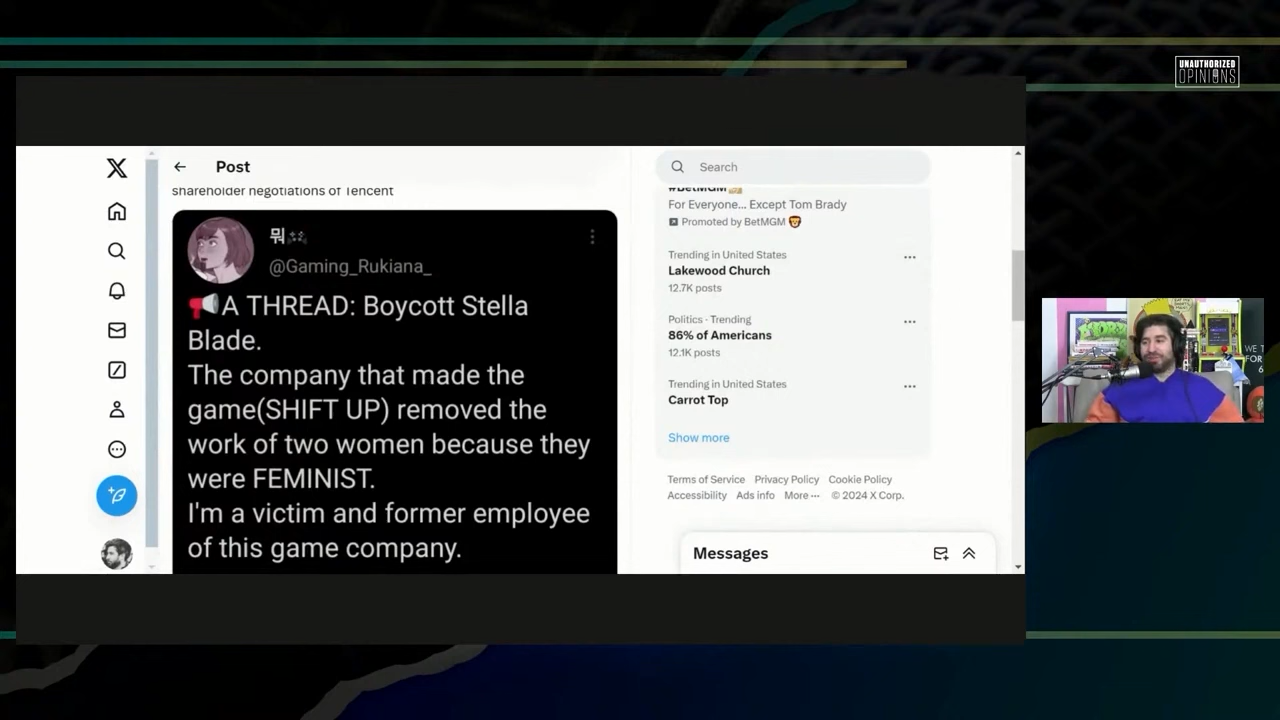 UNAUTHORIZED
OPINIONS
Post
shareholder negotiations of Tencent
뭐
@Gaming_Rukiana_
A THREAD: Boycott Stella
Blade.
The company that made the
game(SHIFT UP) removed the
work of two women because they
were FEMINIST.
I'm a victim and former employee
of this game company.
Search
#BetMGM
For Everyone... Except Tom Brady
Promoted by BetMGM
Trending in United States
Lakewood Church
12.7K posts
Politics · Trending
86% of Americans
12.1K posts
Trending in United States
Carrot Top
Show more
Terms of Service Privacy Policy Cookie Policy
Accessibility Ads info More ··· © 2024 X Corp.
Messages